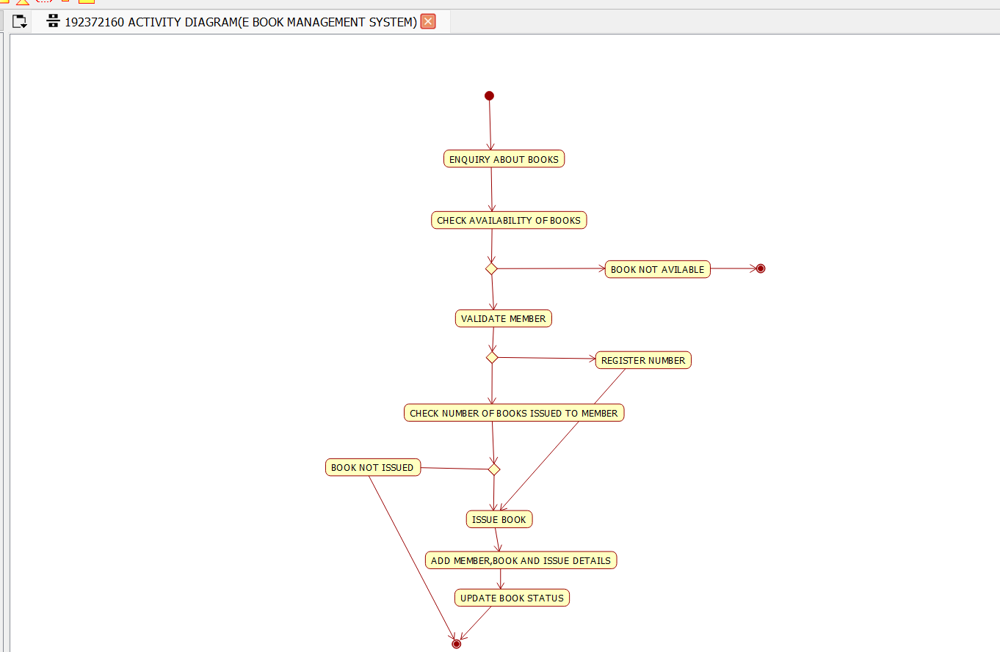 192372160 ACTIVITY DIAGRAM(E BOOK MANAGEMENT SYSTEM)
ENQUIRY ABOUT BOOKS
CHECK AVAILABILITY OF BOOKS
BOOK NOT AVILABLE
VALIDATE MEMBER
REGISTER NUMBER
CHECK NUMBER OF BOOKS ISSUED TO MEMBER
BOOK NOT ISSUED
ISSUE BOOK
ADD MEMBER,BOOK AND ISSUE DETAILS
UPDATE BOOK STATUS